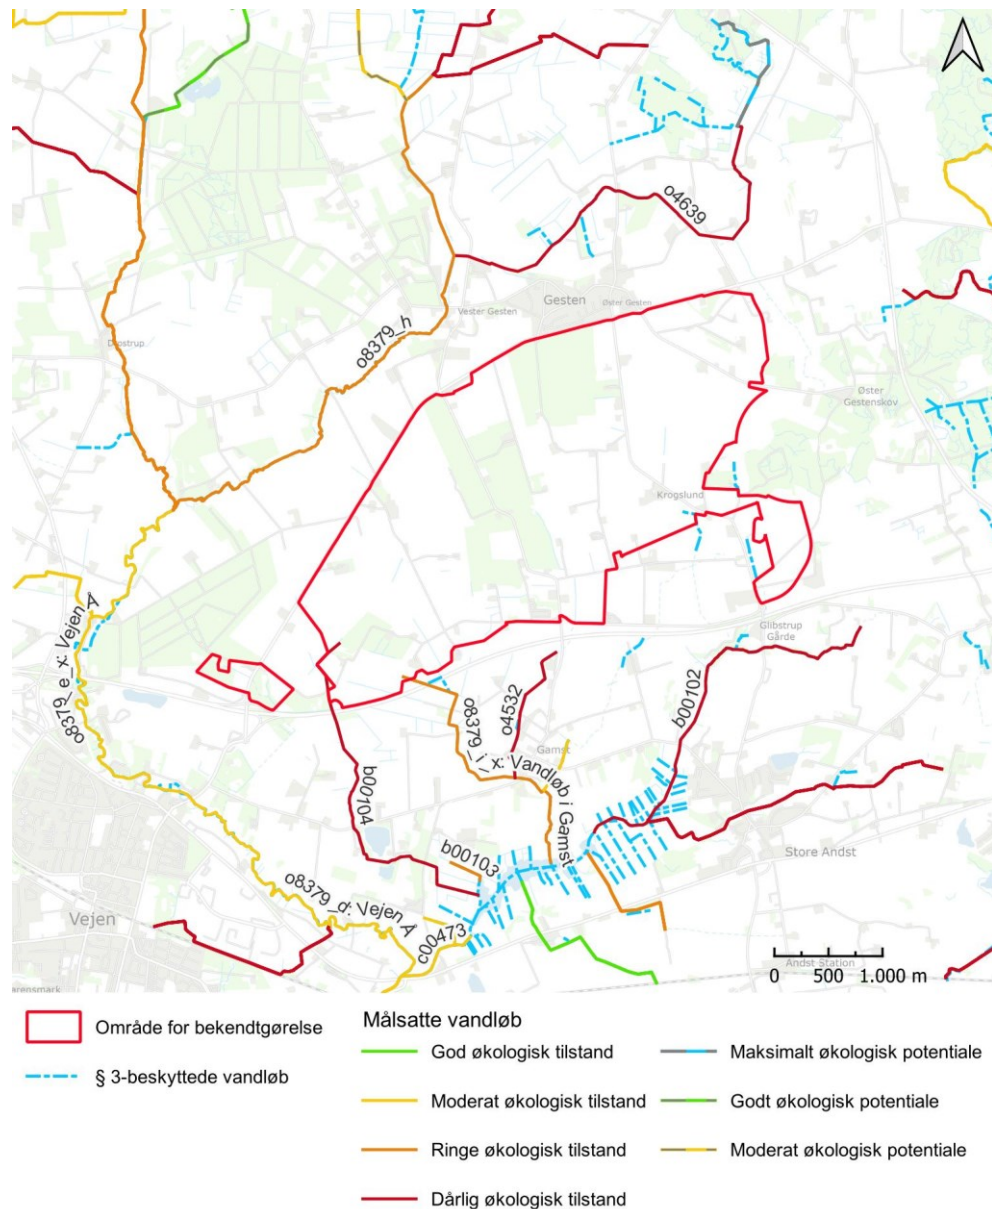 o4639
Gesten
Øster Gesten
Vester Gesten
o8379_h
Øster
Gestenskov
Krogslund
o8379_e_x: Vejen Å
Glibstrup
Gårde
b00102
o4532
o8379_i_x: Vandløb i Gamst
Gamst
b00104
b00103
Store Andst
o8379_d: Vejen Å
Vejen
c00473
Andst Station
0 500 1.000 m
Område for bekendtgørelse
§ 3-beskyttede vandløb
Målsatte vandløb
God økologisk tilstand
Moderat økologisk tilstand
Ringe økologisk tilstand
Dårlig økologisk tilstand
Maksimalt økologisk potentiale
Godt økologisk potentiale
Moderat økologisk potentiale